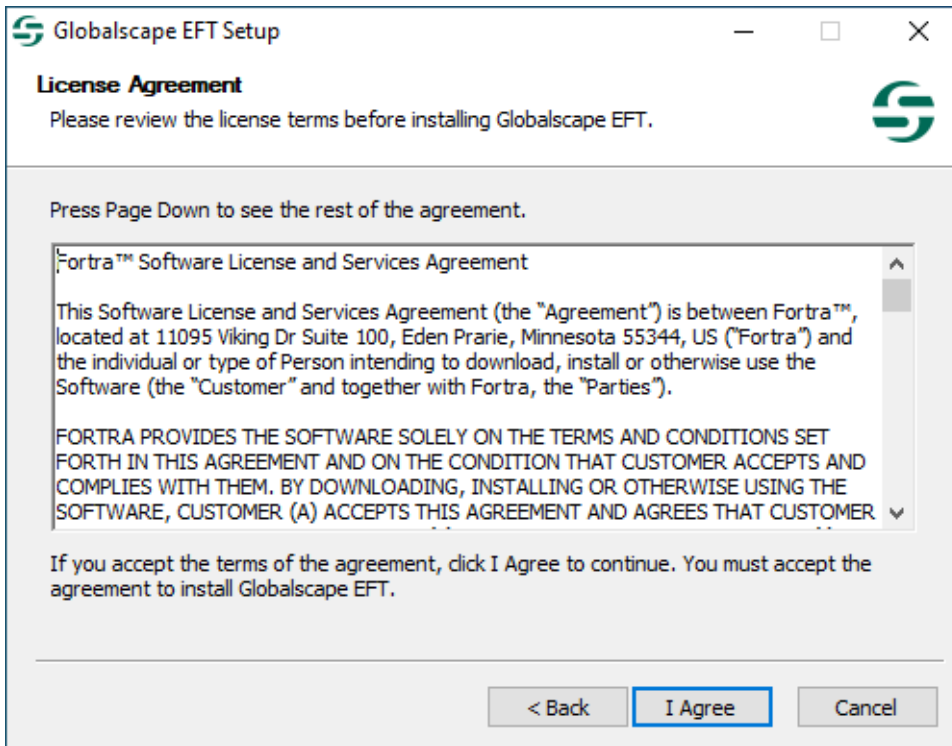 Globalscape EFT Setup
License Agreement
Please review the license terms before installing Globalscape EFT.
Press Page Down to see the rest of the agreement.
Fortra™ Software License and Services Agreement
This Software License and Services Agreement (the “Agreement”) is between Fortra™,
located at 11095 Viking Dr Suite 100, Eden Prarie, Minnesota 55344, US (“Fortra”) and
the individual or type of Person intending to download, install or otherwise use the
Software (the “Customer” and together with Fortra, the “Parties”).
FORTRA PROVIDES THE SOFTWARE SOLELY ON THE TERMS AND CONDITIONS SET
FORTH IN THIS AGREEMENT AND ON THE CONDITION THAT CUSTOMER ACCEPTS AND
COMPLIES WITH THEM. BY DOWNLOADING, INSTALLING OR OTHERWISE USING THE
SOFTWARE, CUSTOMER (A) ACCEPTS THIS AGREEMENT AND AGREES THAT CUSTOMER
If you accept the terms of the agreement, click I Agree to continue. You must accept the
agreement to install Globalscape EFT.
< Back I Agree Cancel